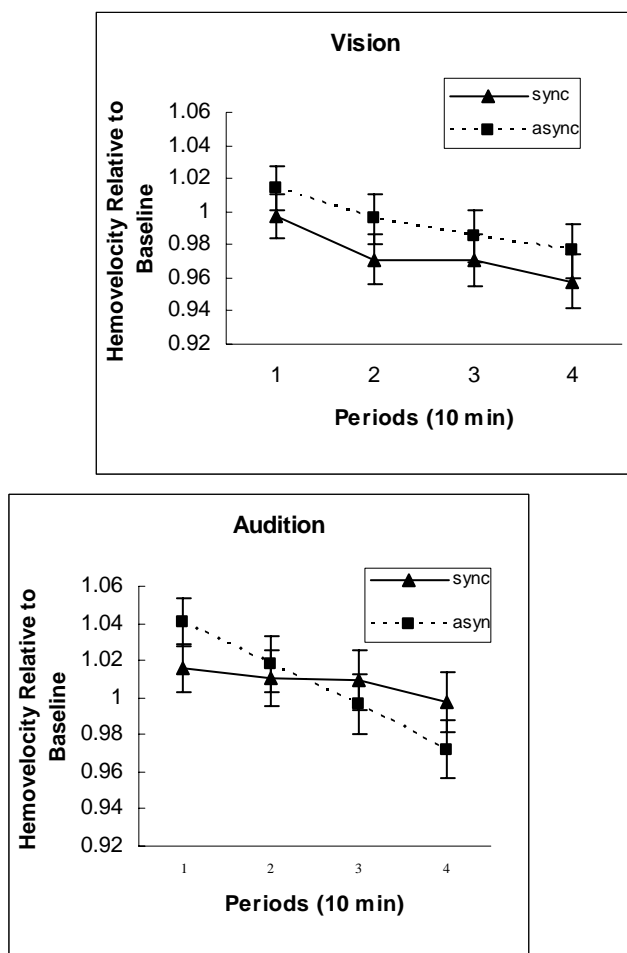 Vision
sync
async
1.06
1.04
1.02
1
0.98
0.96
0.94
0.92
Hemovelocity Relative to
Baseline
1 2 3 4
Periods (10 min)
Audition
sync
asyn
1.06
1.04
1.02
1
0.98
0.96
0.94
0.92
Hemovelocity Relative to
Baseline
1 2 3 4
Periods (10 min)